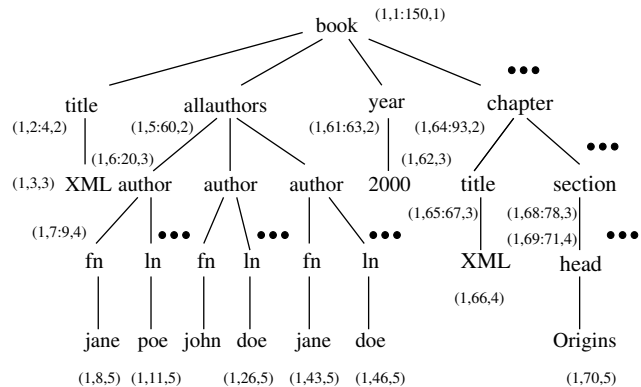 book (1,1:150,1)
title allauthors year chapter
(1,2:4,2) (1,5:60,2) (1,61:63,2) (1,64:93,2)
(1,6:20,3) (1,62,3)
(1,3,3) XML author author author 2000 title section
(1,65:67,3) (1,68:78,3)
(1,7:9,4) (1,69:71,4)
fn ln fn ln fn ln XML head
(1,66,4)
jane poe john doe jane doe Origins
(1,8,5) (1,11,5) (1,26,5) (1,43,5) (1,46,5) (1,70,5)